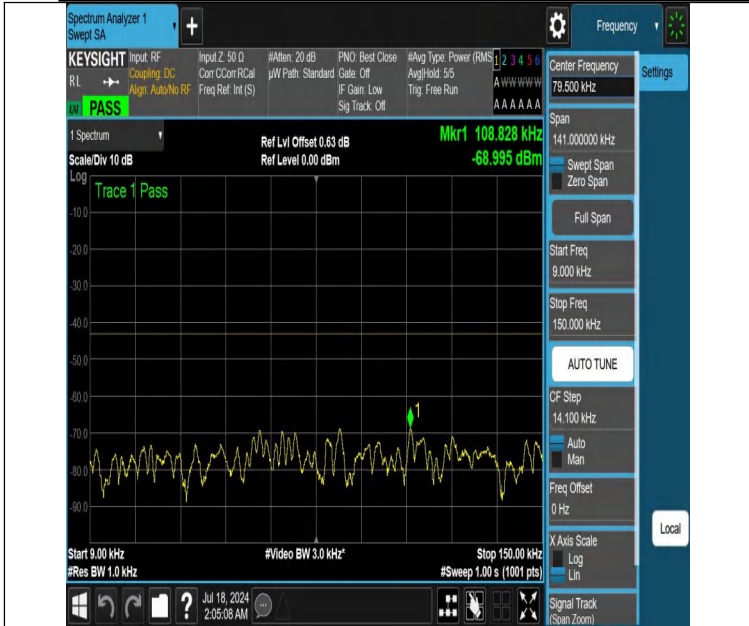 Spectrum Analyzer 1
Swept SA
+
Frequency
KEYSIGHT
RL
LXI
PASS
Input: RF
Coupling: DC
Align: Auto/No RF
Input Z: 50 Ω
Corr CCorr RCal
Freq Ref: Int (S)
#Atten: 20 dB
µW Path: Standard
PNO: Best Close
Gate: Off
IF Gain: Low
Sig Track: Off
#Avg Type: Power (RMS
Avg|Hold: 5/5
Trig: Free Run
1 2 3 4 5 6
A W W W W W
A A A A A A
1 Spectrum
Scale/Div 10 dB
Ref Lvl Offset 0.63 dB
Ref Level 0.00 dBm
Mkr1 108.828 kHz
-68.995 dBm
Log
Trace 1 Pass
-10.0
-20.0
-30.0
-40.0
-50.0
-60.0
-70.0
-80.0
-90.0
1
Start 9.00 kHz
#Res BW 1.0 kHz
#Video BW 3.0 kHz*
Stop 150.00 kHz
#Sweep 1.00 s (1001 pts)
Center Frequency
79.500 kHz
Span
141.000000 kHz
Swept Span
Zero Span
Full Span
Start Freq
9.000 kHz
Stop Freq
150.000 kHz
AUTO TUNE
CF Step
14.100 kHz
Auto
Man
Freq Offset
0 Hz
X Axis Scale
Log
Lin
Signal Track
(Span Zoom)
Settings
Local
?
Jul 18, 2024
2:05:08 AM